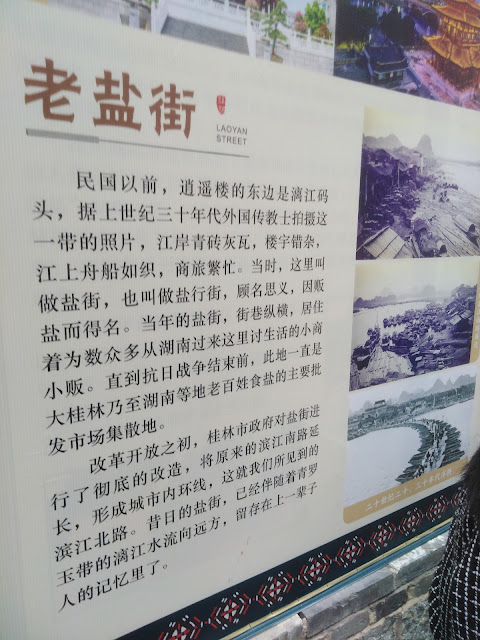 老盐街
LAOYAN
STREET
民国以前，逍遥楼的东边是漓江码
头，据上世纪三十年代外国传教士拍摄这
一带的照片，江岸青砖灰瓦，楼宇错杂，
江上舟船如织，商旅繁忙。当时，这里叫
做盐街，也叫做盐行街，顾名思义，因贩
盐而得名。当年的盐街，街巷纵横，居住
着为数众多从湖南过来这里讨生活的小商
小贩。直到抗日战争结束前，此地一直是
大桂林乃至湖南等地老百姓食盐的主要批
发市场集散地。
改革开放之初，桂林市政府对盐街进
行了彻底的改造，将原来的滨江南路延
长，形成城市内环线，这就我们所见到的
滨江北路。昔日的盐街，已经伴随着青罗
玉带的漓江水流向远方，留存在上一辈子
人的记忆里了。
二十世纪二十、三十年代